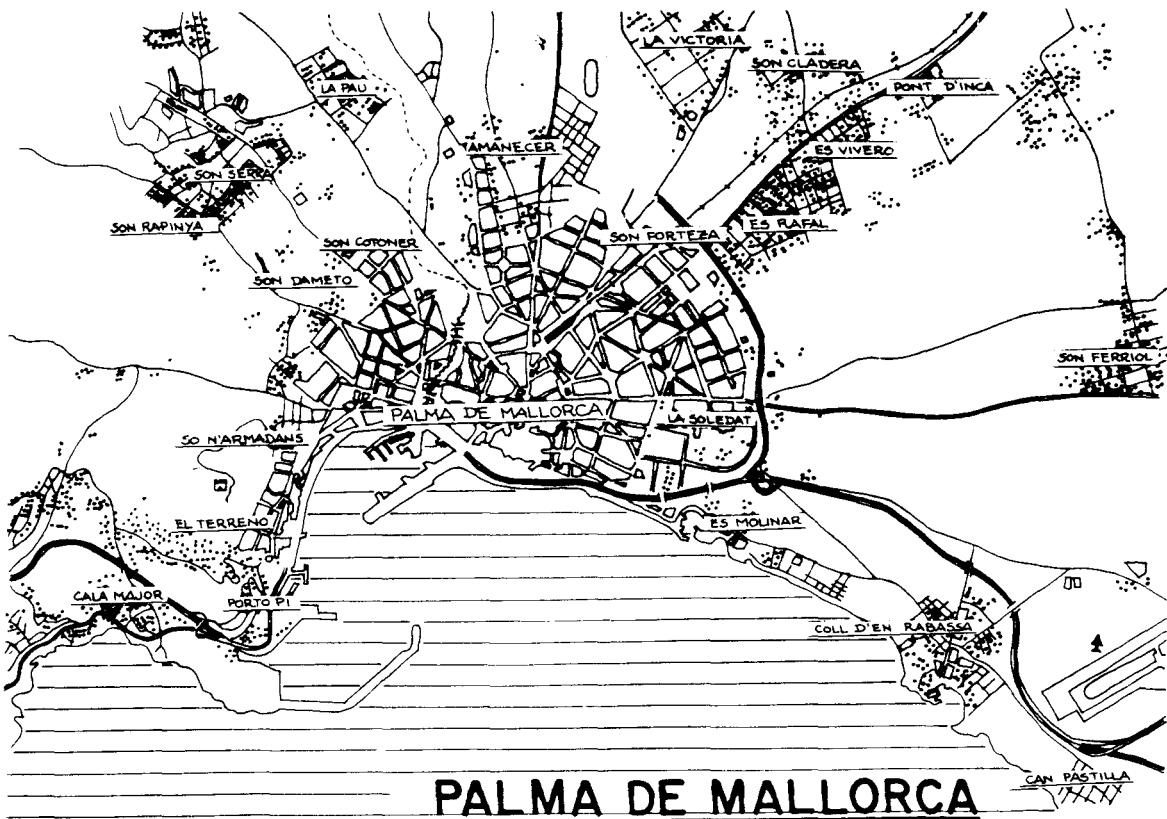 LA VICTORIA
SON CLADERA
LA PAU
PONT D'INCA
AMANECER
ES VIVERO
SON SERRA
SON RAPINYA
SON COTONER
SON FORTEZA
ES RAFAL
SON DAMETO
SON FERRIOL
PALMA DE MALLORCA
LA SOLEDAT
SO N'ARMADANS
EL TERRENO
ES MOLINAR
CALA MAJOR
PORTO PI
COLL D'EN RABASSA
CAN PASTILLA
PALMA DE MALLORCA